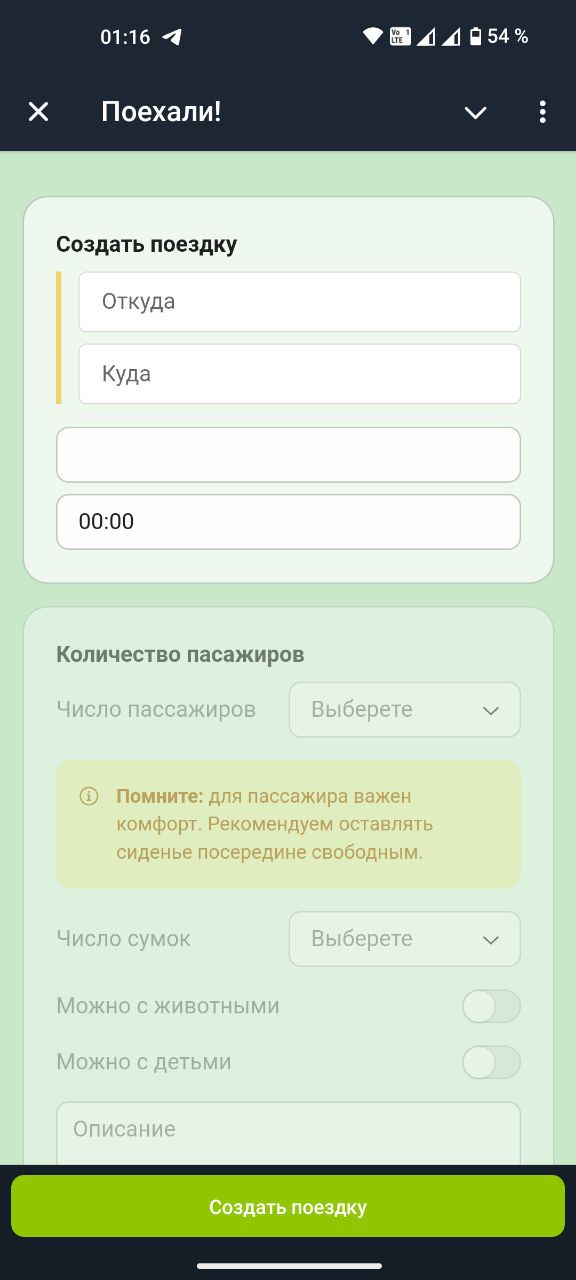 01:16
Vo 1
LTE
54 %
Поехали!
Создать поездку
Откуда
Куда
00:00
Количество пасажиров
Число пассажиров
Выберете
Помните: для пассажира важен
комфорт. Рекомендуем оставлять
сиденье посередине свободным.
Число сумок
Выберете
Можно с животными
Можно с детьми
Описание
Создать поездку